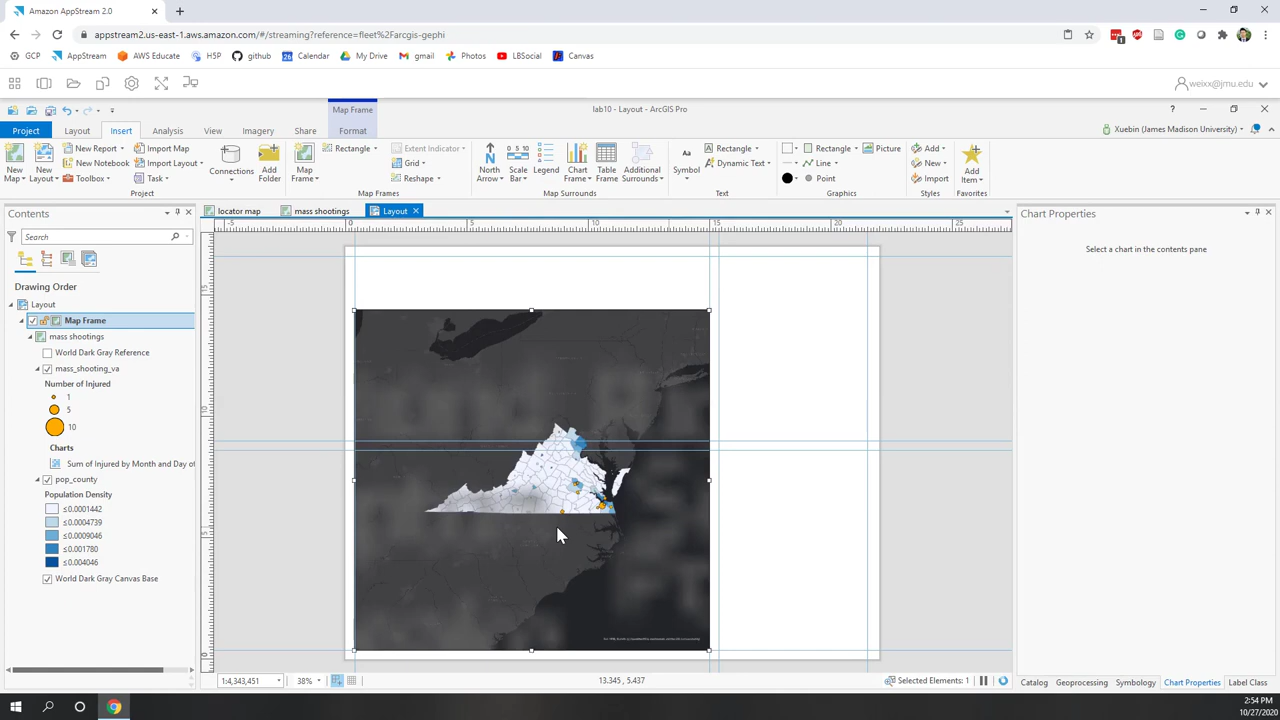 Amazon AppStream 2.0
appstream2.us-east-1.aws.amazon.com/#/streaming?reference=fleet%2Farcgis-gephi
GCP AppStream AWS Educate H5P github Calendar My Drive gmail Photos LBSocial Canvas
weixx@jmu.edu
Map Frame
lab10 - Layout - ArcGIS Pro
Project Layout Insert Analysis View Imagery Share Format
Xuebin (James Madison University)
New Map New Layout New Report New Notebook Toolbox Import Map Import Layout Task Connections Add Folder
Project
Map Frame Rectangle Extent Indicator Grid Reshape
Map Frames
North Arrow Scale Bar Legend Chart Frame Table Frame Additional Surrounds
Map Surrounds
Aa Symbol Rectangle Dynamic Text
Text
Rectangle Picture Line Point
Graphics
Add New Import
Styles
Add Item
Favorites
Contents
locator map mass shootings Layout
Chart Properties
Search
-5 0 5 10 15 20 25
Select a chart in the contents pane
Drawing Order
Layout
Map Frame
mass shootings
World Dark Gray Reference
mass_shooting_va
Number of Injured
1
5
10
Charts
Sum of Injured by Month and Day of
pop_county
Population Density
≤0.0001442
≤0.0004739
≤0.0009046
≤0.001780
≤0.004046
World Dark Gray Canvas Base
1:4,343,451 38% 13.345 , 5.437 Selected Elements: 1
Catalog Geoprocessing Symbology Chart Properties Label Class
2:54 PM
10/27/2020